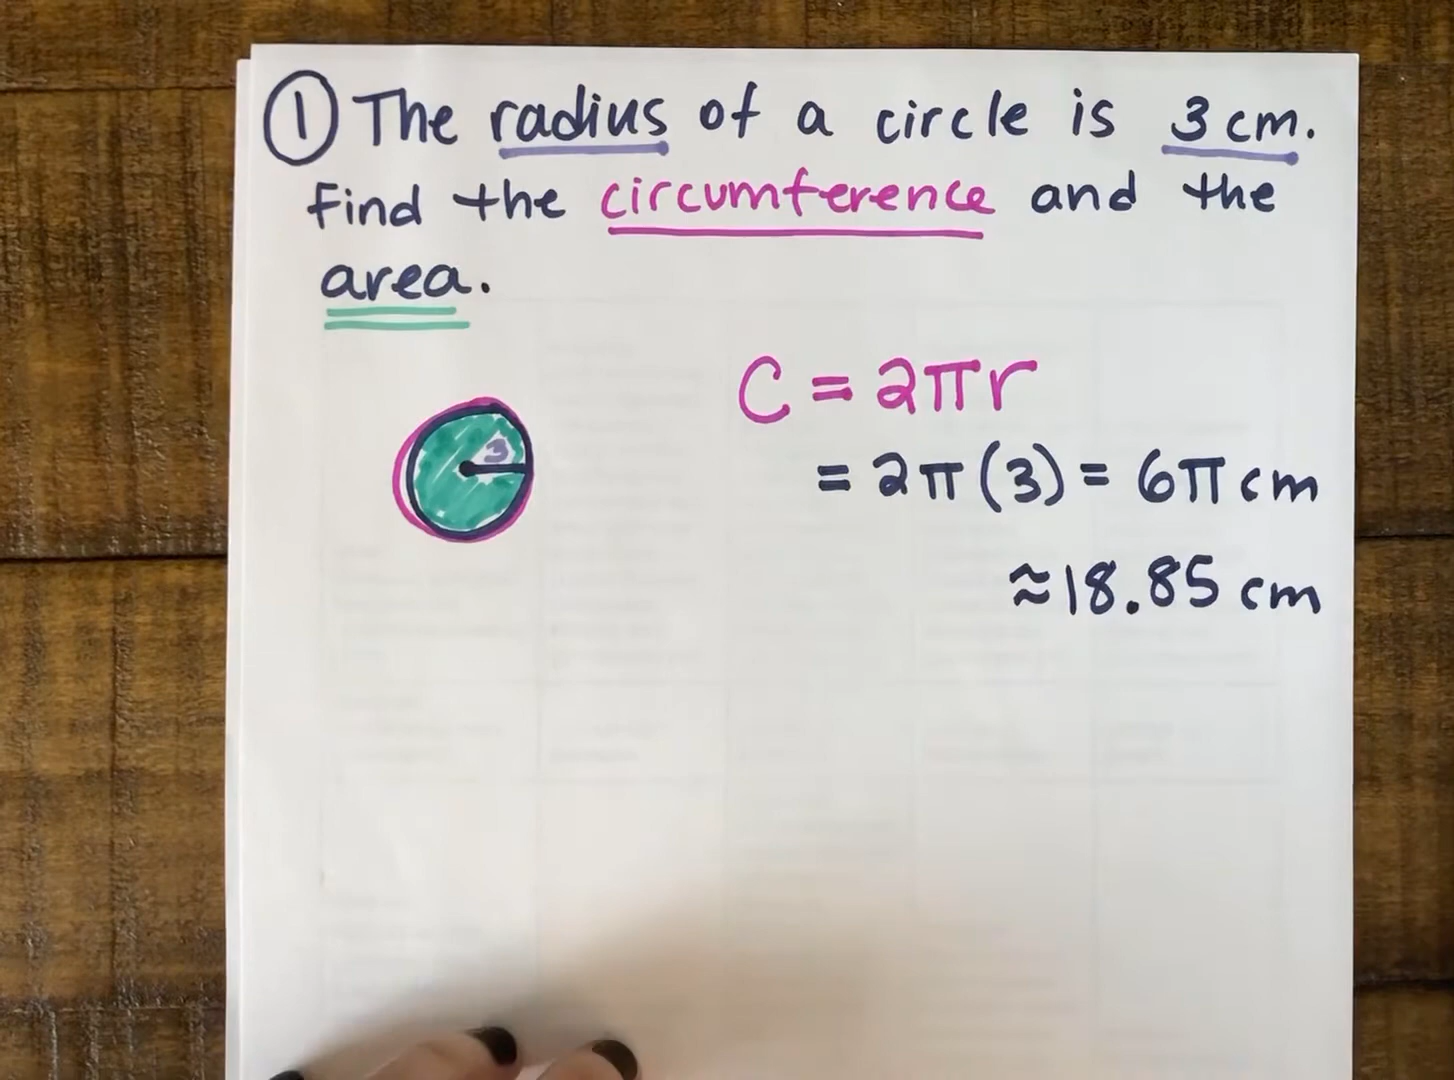 ① The radius of a circle is 3 cm.
Find the circumference and the
area.
3
C = 2πr
= 2π(3) = 6π cm
≈ 18.85 cm